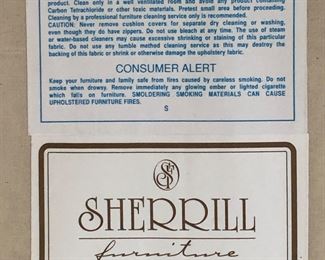 product. Clean only in a well ventilated room and avoid any product containing
Carbon Tetrachloride or other toxic materials. Pretest small area before proceeding.
Cleaning by a professional furniture cleaning service only is recommended.
CAUTION: Never remove cushion covers for separate dry cleaning or washing,
even though they do have zippers. Do not use bleach at any time. The use of steam
or water-based cleaners may cause excessive shrinking or staining of this particular
fabric. Do not use any tumble method cleaning service as this may destroy the
backing of this fabric or shrink or otherwise damage the upholstery fabric.
CONSUMER ALERT
Keep your furniture and family safe from fires caused by careless smoking. Do not
smoke when drowsy. Remove immediately any glowing ember or lighted cigarette
which falls on furniture. SMOLDERING SMOKING MATERIALS CAN CAUSE
UPHOLSTERED FURNITURE FIRES.
S
SHERRILL
furniture